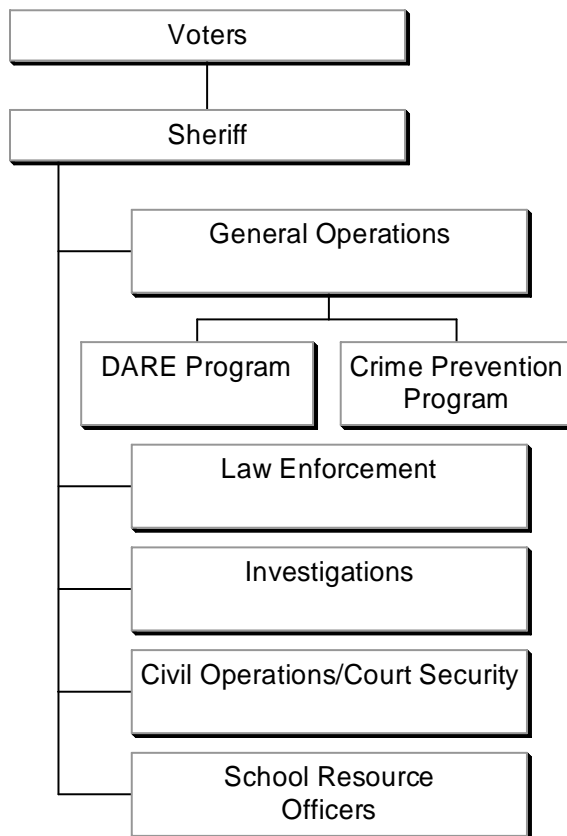 Voters
Sheriff
General Operations
DARE Program
Crime Prevention
Program
Law Enforcement
Investigations
Civil Operations/Court Security
School Resource
Officers